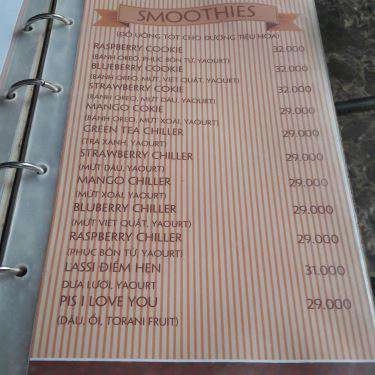 SMOOTHIES
(ĐỒ UỐNG TỐT CHO ĐƯỜNG TIÊU HÓA)
RASPBERRY COOKIE 32.000
(BÁNH OREO, PHÚC BỒN TỬ, YAOURT)
BLUEBERRY COOKIE 32.000
(BÁNH OREO, MỨT VIỆT QUẤT, YAORT)
STRAWBERRY COKIE 32.000
(BÁNH OREO, MỨT DÂU, YAOURT)
MANGO COKIE 29.000
(BÁNH OREO, MỨT XOÀI, YAOURT)
GREEN TEA CHILLER 29.000
(TRÀ XANH, YAOURT)
STRAWBERRY CHILLER 29.000
(MỨT DÂU, YAOURT)
MANGO CHILLER 29.000
(MỨT XOÀI, YAOURT)
BLUBERRY CHILLER 29.000
(MỨT VIỆT QUẤT, YAOURT)
RASPBERRY CHILLER 29.000
(PHÚC BỒN TỬ, YAOURT)
LASSI ĐIỂM HẸN 31.000
DƯA LƯỚI, YAOURT
PIS I LOVE YOU 29.000
(DÂU, ỔI, TORANI FRUIT)